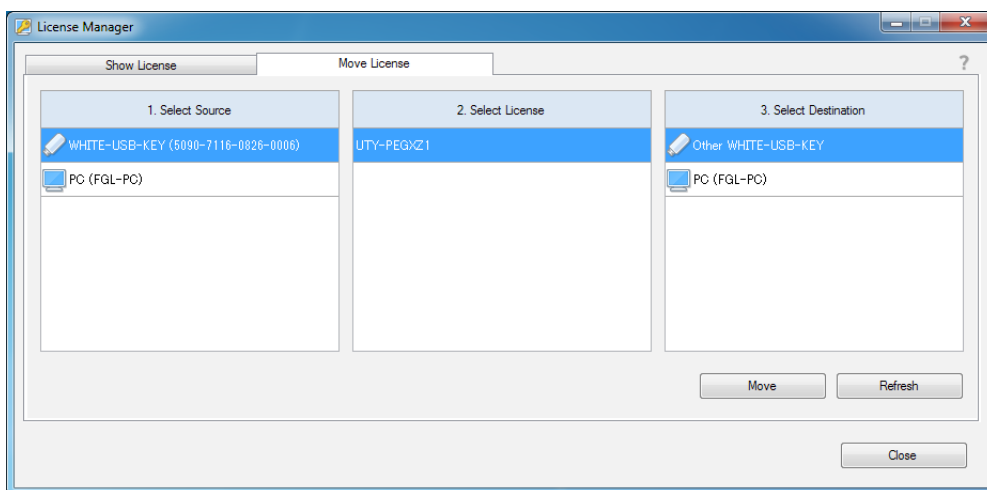 License Manager
Show License
Move License
?
1. Select Source
2. Select License
3. Select Destination
WHITE-USB-KEY (5090-7116-0826-0006)
UTY-PEGXZ1
Other WHITE-USB-KEY
PC (FGL-PC)
PC (FGL-PC)
Move
Refresh
Close